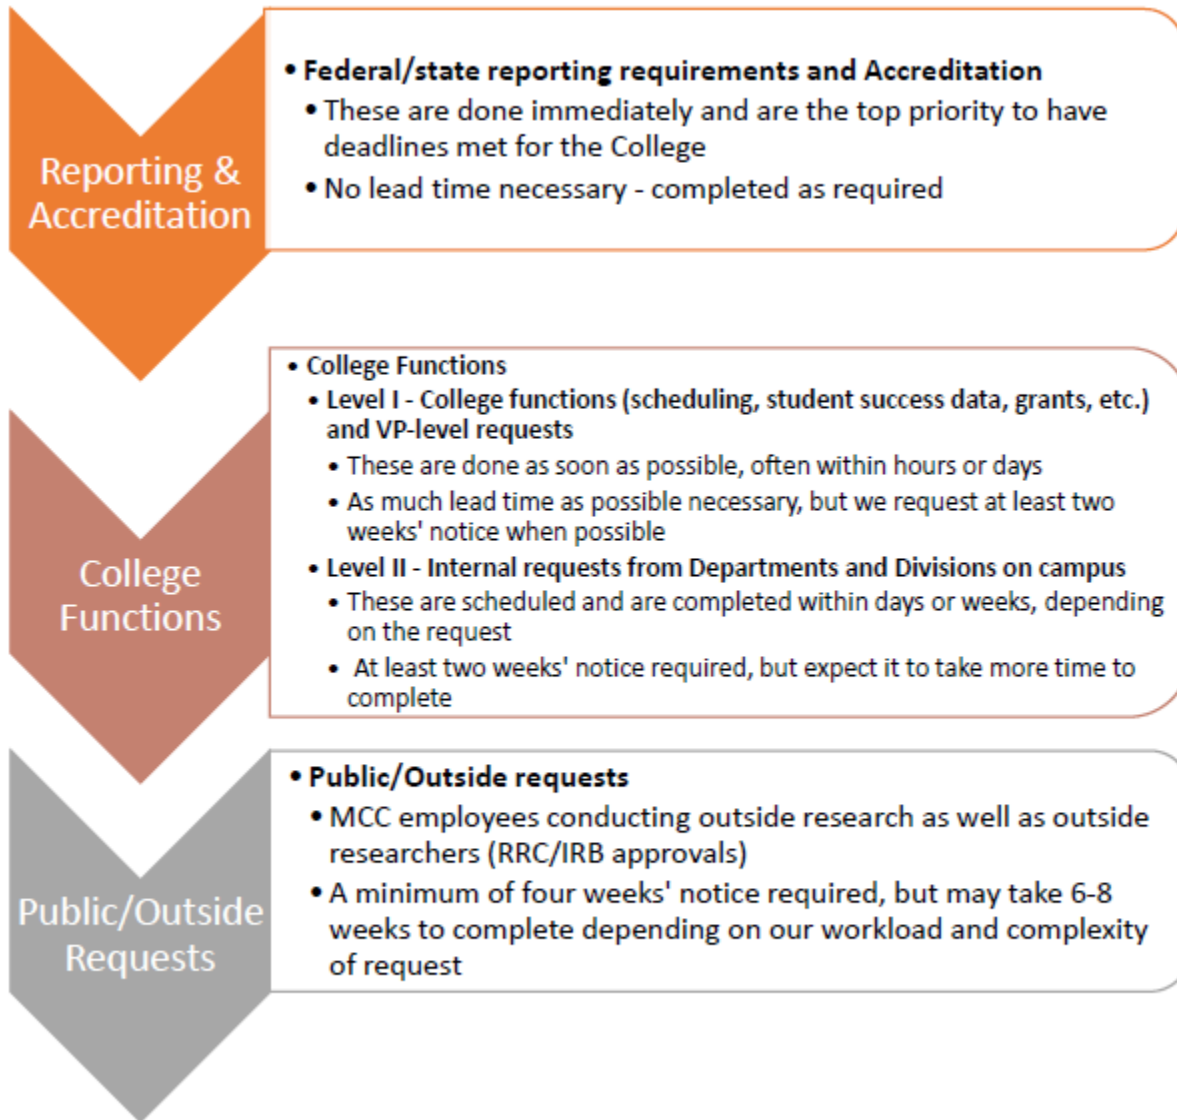 Reporting &
Accreditation
• Federal/state reporting requirements and Accreditation
• These are done immediately and are the top priority to have
deadlines met for the College
• No lead time necessary - completed as required
College
Functions
• College Functions
• Level I - College functions (scheduling, student success data, grants, etc.)
and VP-level requests
• These are done as soon as possible, often within hours or days
• As much lead time as possible necessary, but we request at least two
weeks' notice when possible
• Level II - Internal requests from Departments and Divisions on campus
• These are scheduled and are completed within days or weeks, depending
on the request
• At least two weeks' notice required, but expect it to take more time to
complete
Public/Outside
Requests
• Public/Outside requests
• MCC employees conducting outside research as well as outside
researchers (RRC/IRB approvals)
• A minimum of four weeks' notice required, but may take 6-8
weeks to complete depending on our workload and complexity
of request